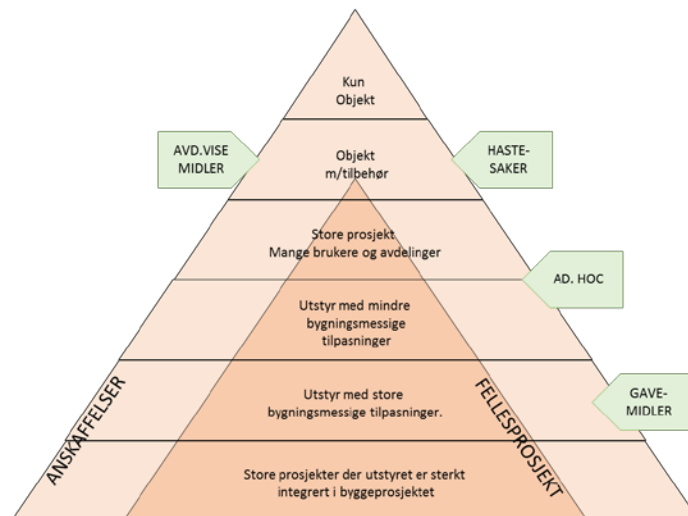 Kun
Objekt
AVD.VISE
MIDLER
Objekt
m/tilbehør
HASTE-
SAKER
Store prosjekt
Mange brukere og avdelinger
AD. HOC
Utstyr med mindre
bygningsmessige
tilpasninger
ANSKAFFELSER
Utstyr med store
bygningsmessige tilpasninger.
FELLESPROSJEKT
GAVE-
MIDLER
Store prosjekter der utstyret er sterkt
integrert i byggeprosjektet